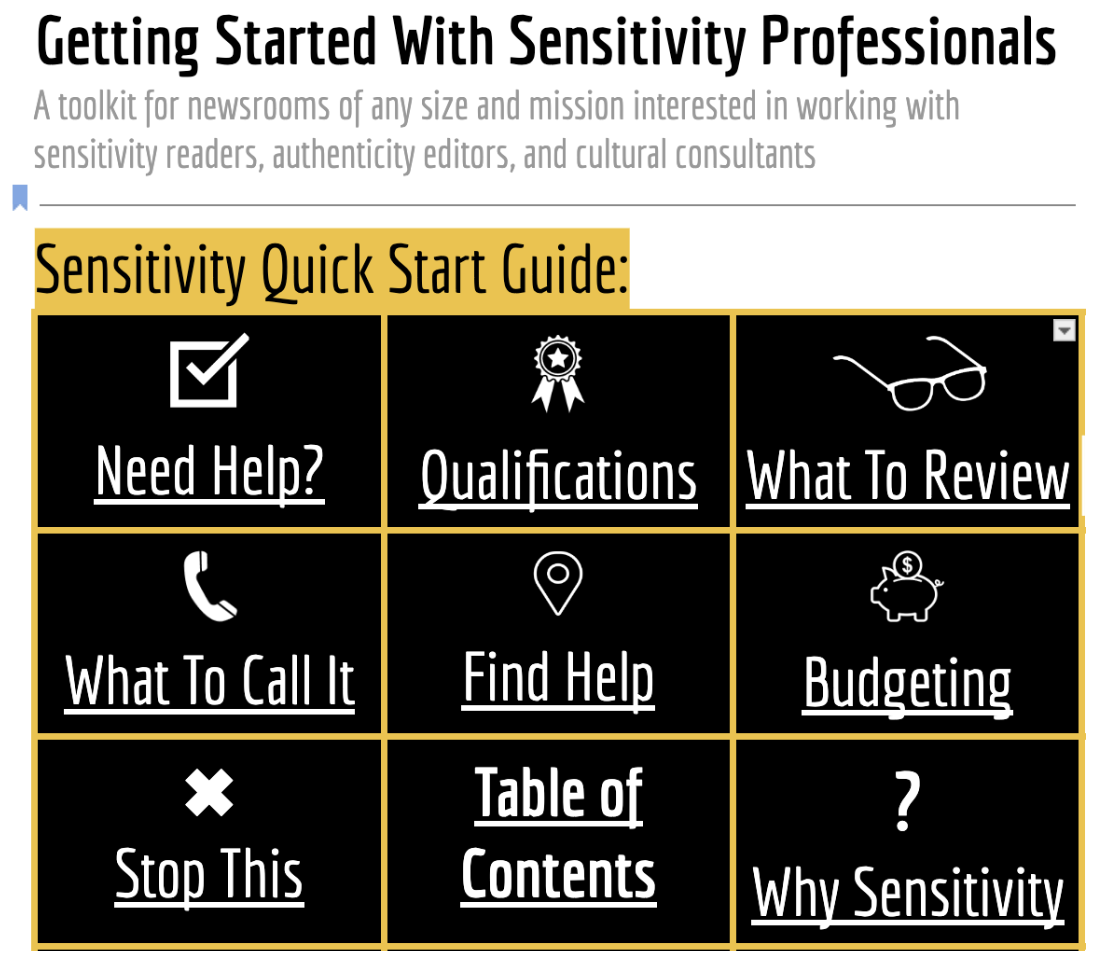 Getting Started With Sensitivity Professionals
A toolkit for newsrooms of any size and mission interested in working with
sensitivity readers, authenticity editors, and cultural consultants
Sensitivity Quick Start Guide:
Need Help?
Qualifications
What To Review
What To Call It
Find Help
$
Budgeting
Stop This
Table of
Contents
?
Why Sensitivity